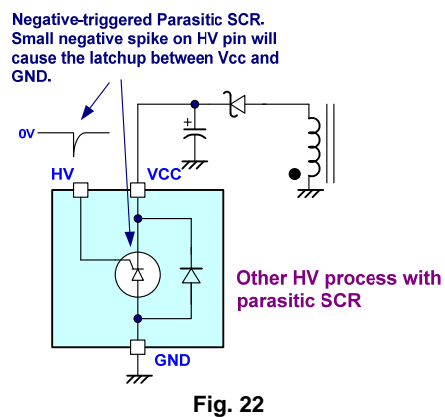 Negative-triggered Parasitic SCR.
Small negative spike on HV pin will
cause the latchup between Vcc and
GND.
0V
+
HV
VCC
Other HV process with
parasitic SCR
GND
Fig. 22